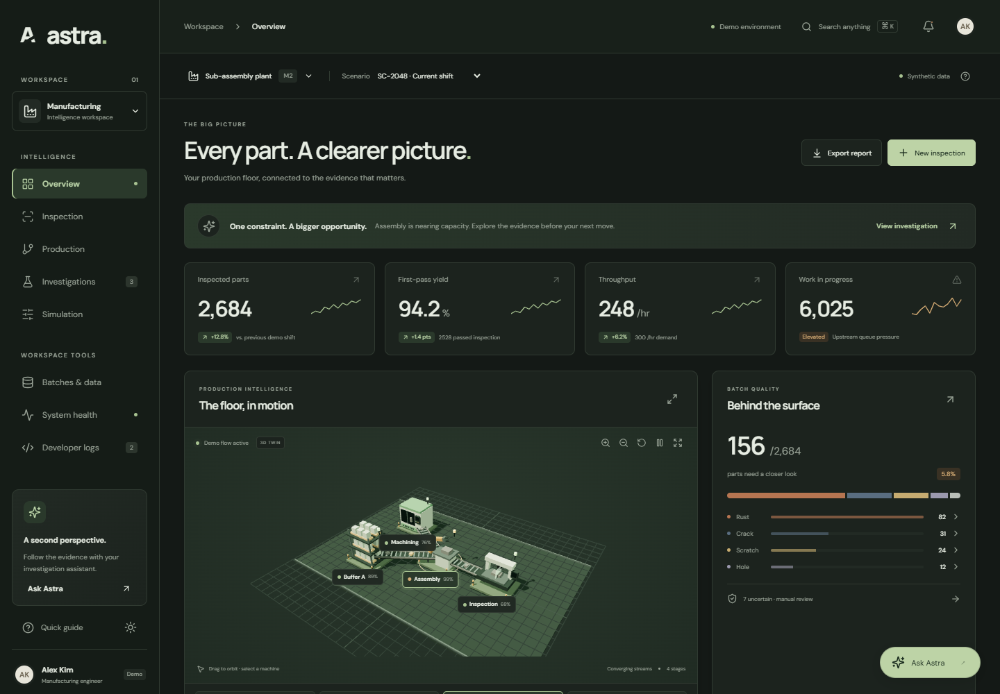 astra.
WORKSPACE 01
Manufacturing
Intelligence workspace
INTELLIGENCE
Overview
Inspection
Production
Investigations 3
Simulation
WORKSPACE TOOLS
Batches & data
System health
Developer logs 2
A second perspective.
Follow the evidence with your
investigation assistant.
Ask Astra
Quick guide
AK
Alex Kim
Manufacturing engineer
Demo
Workspace Overview
Demo environment
Search anything ⌘ K
AK
Sub-assembly plant M2
Scenario SC-2048 · Current shift
Synthetic data
THE BIG PICTURE
Every part. A clearer picture.
Your production floor, connected to the evidence that matters.
Export report
New inspection
One constraint. A bigger opportunity. Assembly is nearing capacity. Explore the evidence before your next move.
View investigation
Inspected parts
2,684
+12.8% vs. previous demo shift
First-pass yield
94.2 %
+1.4 pts 2528 passed inspection
Throughput
248 /hr
+6.2% 300 /hr demand
Work in progress
6,025
Elevated Upstream queue pressure
PRODUCTION INTELLIGENCE
The floor, in motion
Demo flow active 3D TWIN
Machining 76%
Buffer A 89%
Assembly 99%
Inspection 68%
Drag to orbit · select a machine
Converging streams • 4 stages
BATCH QUALITY
Behind the surface
156 /2,684
parts need a closer look 5.8%
Rust 82
Crack 31
Scratch 24
Hole 12
7 uncertain · manual review
Ask Astra